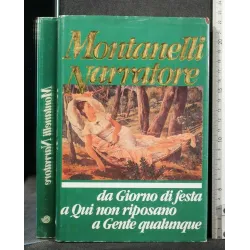 Montanelli
Narratore
da Giorno di festa
a Qui non riposano
a Gente qualunque
Montanelli Narratore